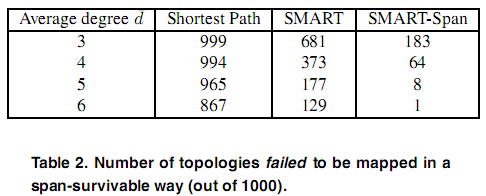 Average degree d Shortest Path SMART SMART-Span
3 999 681 183
4 994 373 64
5 965 177 8
6 867 129 1
Table 2. Number of topologies failed to be mapped in a
span-survivable way (out of 1000).